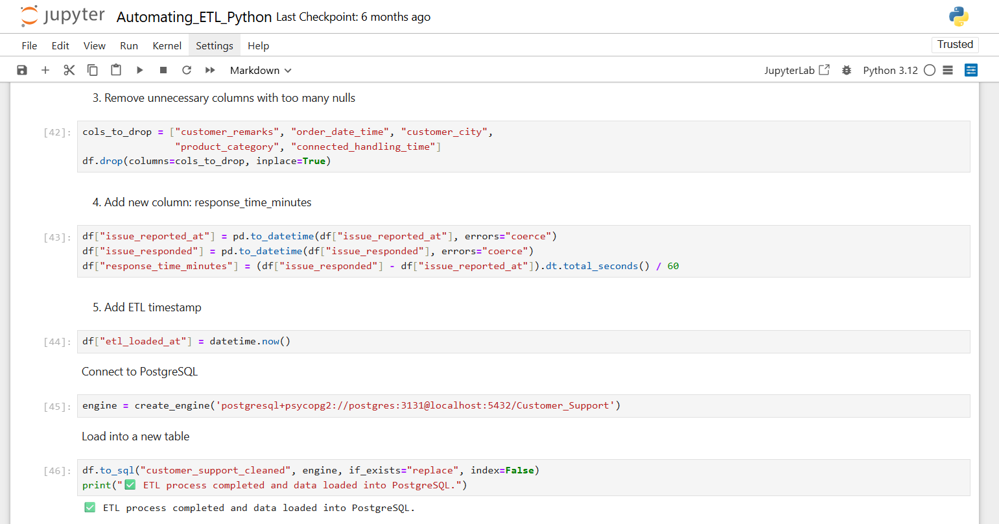 jupyter Automating_ETL_Python Last Checkpoint: 6 months ago
File Edit View Run Kernel Settings Help Trusted
Markdown JupyterLab Python 3.12
3. Remove unnecessary columns with too many nulls
[42]: cols_to_drop = ["customer_remarks", "order_date_time", "customer_city",
"product_category", "connected_handling_time"]
df.drop(columns=cols_to_drop, inplace=True)
4. Add new column: response_time_minutes
[43]: df["issue_reported_at"] = pd.to_datetime(df["issue_reported_at"], errors="coerce")
df["issue_responded"] = pd.to_datetime(df["issue_responded"], errors="coerce")
df["response_time_minutes"] = (df["issue_responded"] - df["issue_reported_at"]).dt.total_seconds() / 60
5. Add ETL timestamp
[44]: df["etl_loaded_at"] = datetime.now()
Connect to PostgreSQL
[45]: engine = create_engine('postgresql+psycopg2://postgres:3131@localhost:5432/Customer_Support')
Load into a new table
[46]: df.to_sql("customer_support_cleaned", engine, if_exists="replace", index=False)
print("✅ ETL process completed and data loaded into PostgreSQL.")
✅ ETL process completed and data loaded into PostgreSQL.